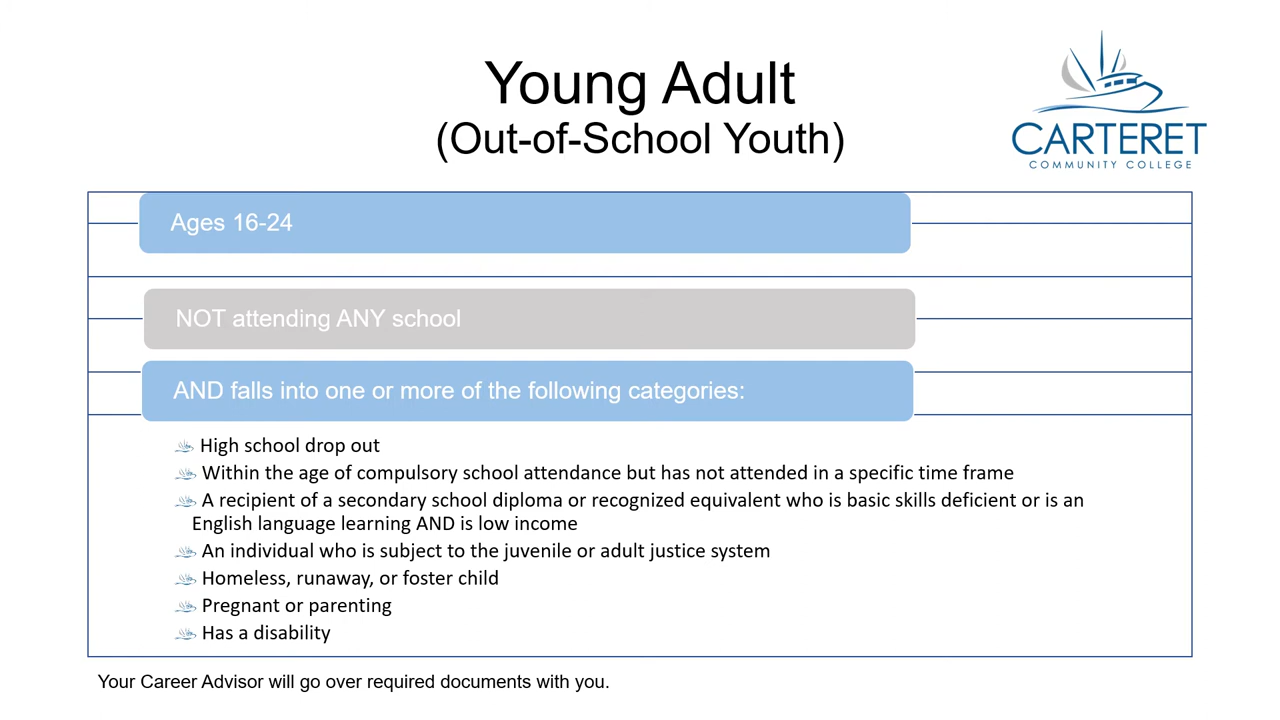 Young Adult
(Out-of-School Youth)
CARTERET
COMMUNITY COLLEGE
Ages 16-24
NOT attending ANY school
AND falls into one or more of the following categories:
High school drop out
Within the age of compulsory school attendance but has not attended in a specific time frame
A recipient of a secondary school diploma or recognized equivalent who is basic skills deficient or is an
English language learning AND is low income
An individual who is subject to the juvenile or adult justice system
Homeless, runaway, or foster child
Pregnant or parenting
Has a disability
Your Career Advisor will go over required documents with you.